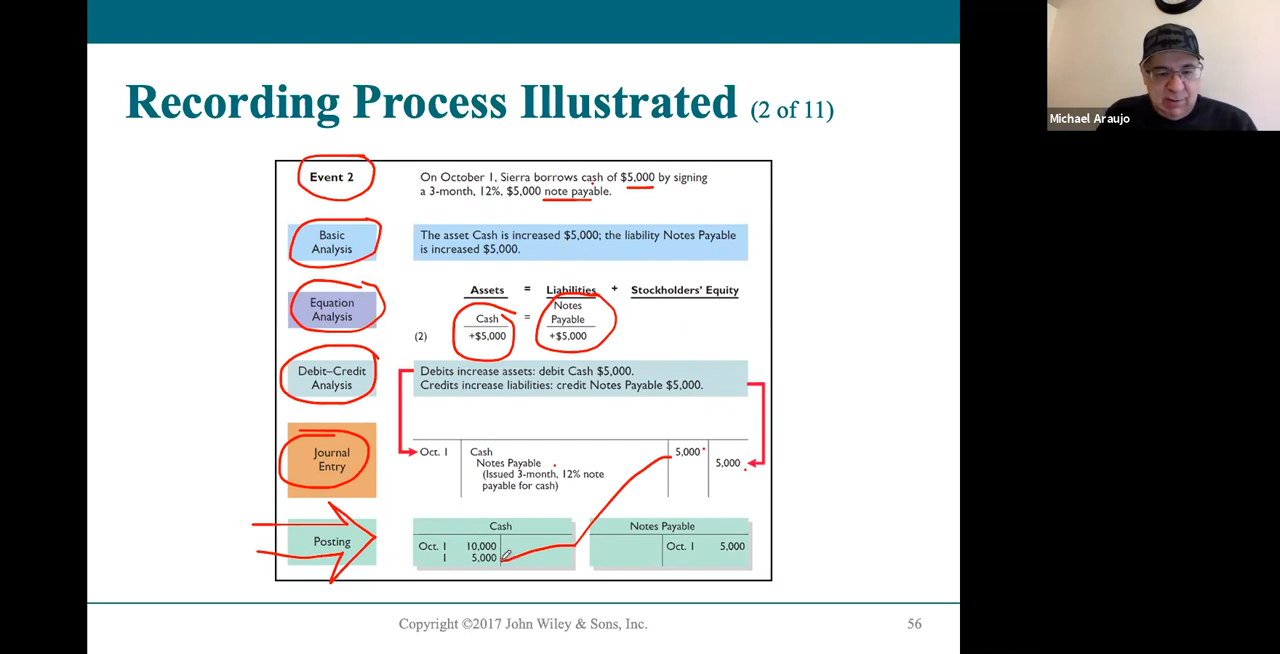 Recording Process Illustrated (2 of 11)
Event 2
On October 1, Sierra borrows cash of $5,000 by signing
a 3-month, 12%, $5,000 note payable.
Basic
Analysis
The asset Cash is increased $5,000; the liability Notes Payable
is increased $5,000.
Equation
Analysis
Assets = Liabilities + Stockholders' Equity
Notes
Cash = Payable
(2) +$5,000 +$5,000
Debit–Credit
Analysis
Debits increase assets: debit Cash $5,000.
Credits increase liabilities: credit Notes Payable $5,000.
Journal
Entry
Oct. 1 Cash 5,000
Notes Payable 5,000
(Issued 3-month, 12% note
payable for cash)
Posting
Cash
Oct. 1 10,000
1 5,000
Notes Payable
Oct. 1 5,000
Copyright ©2017 John Wiley & Sons, Inc.
56
Michael Araujo